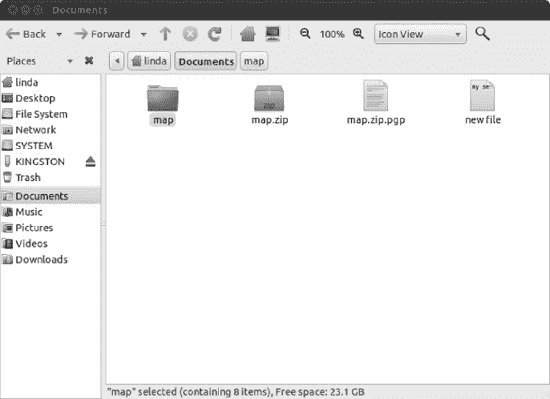 Documents
Back Forward 100% Icon View
Places linda Documents map
linda
Desktop
File System
Network
SYSTEM
KINGSTON
Trash
Documents
Music
Pictures
Videos
Downloads
zip my se
map map.zip map.zip.pgp new file
"map" selected (containing 8 items), Free space: 23.1 GB